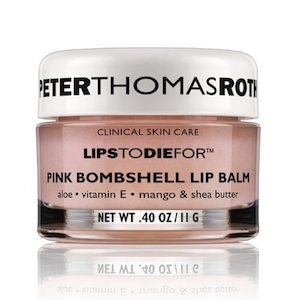 PETERTHOMASROTH
CLINICAL SKIN CARE
LIPSTODIEFOR™
PINK BOMBSHELL LIP BALM
aloe • vitamin E • mango & shea butter
NET WT .40 OZ/11 G